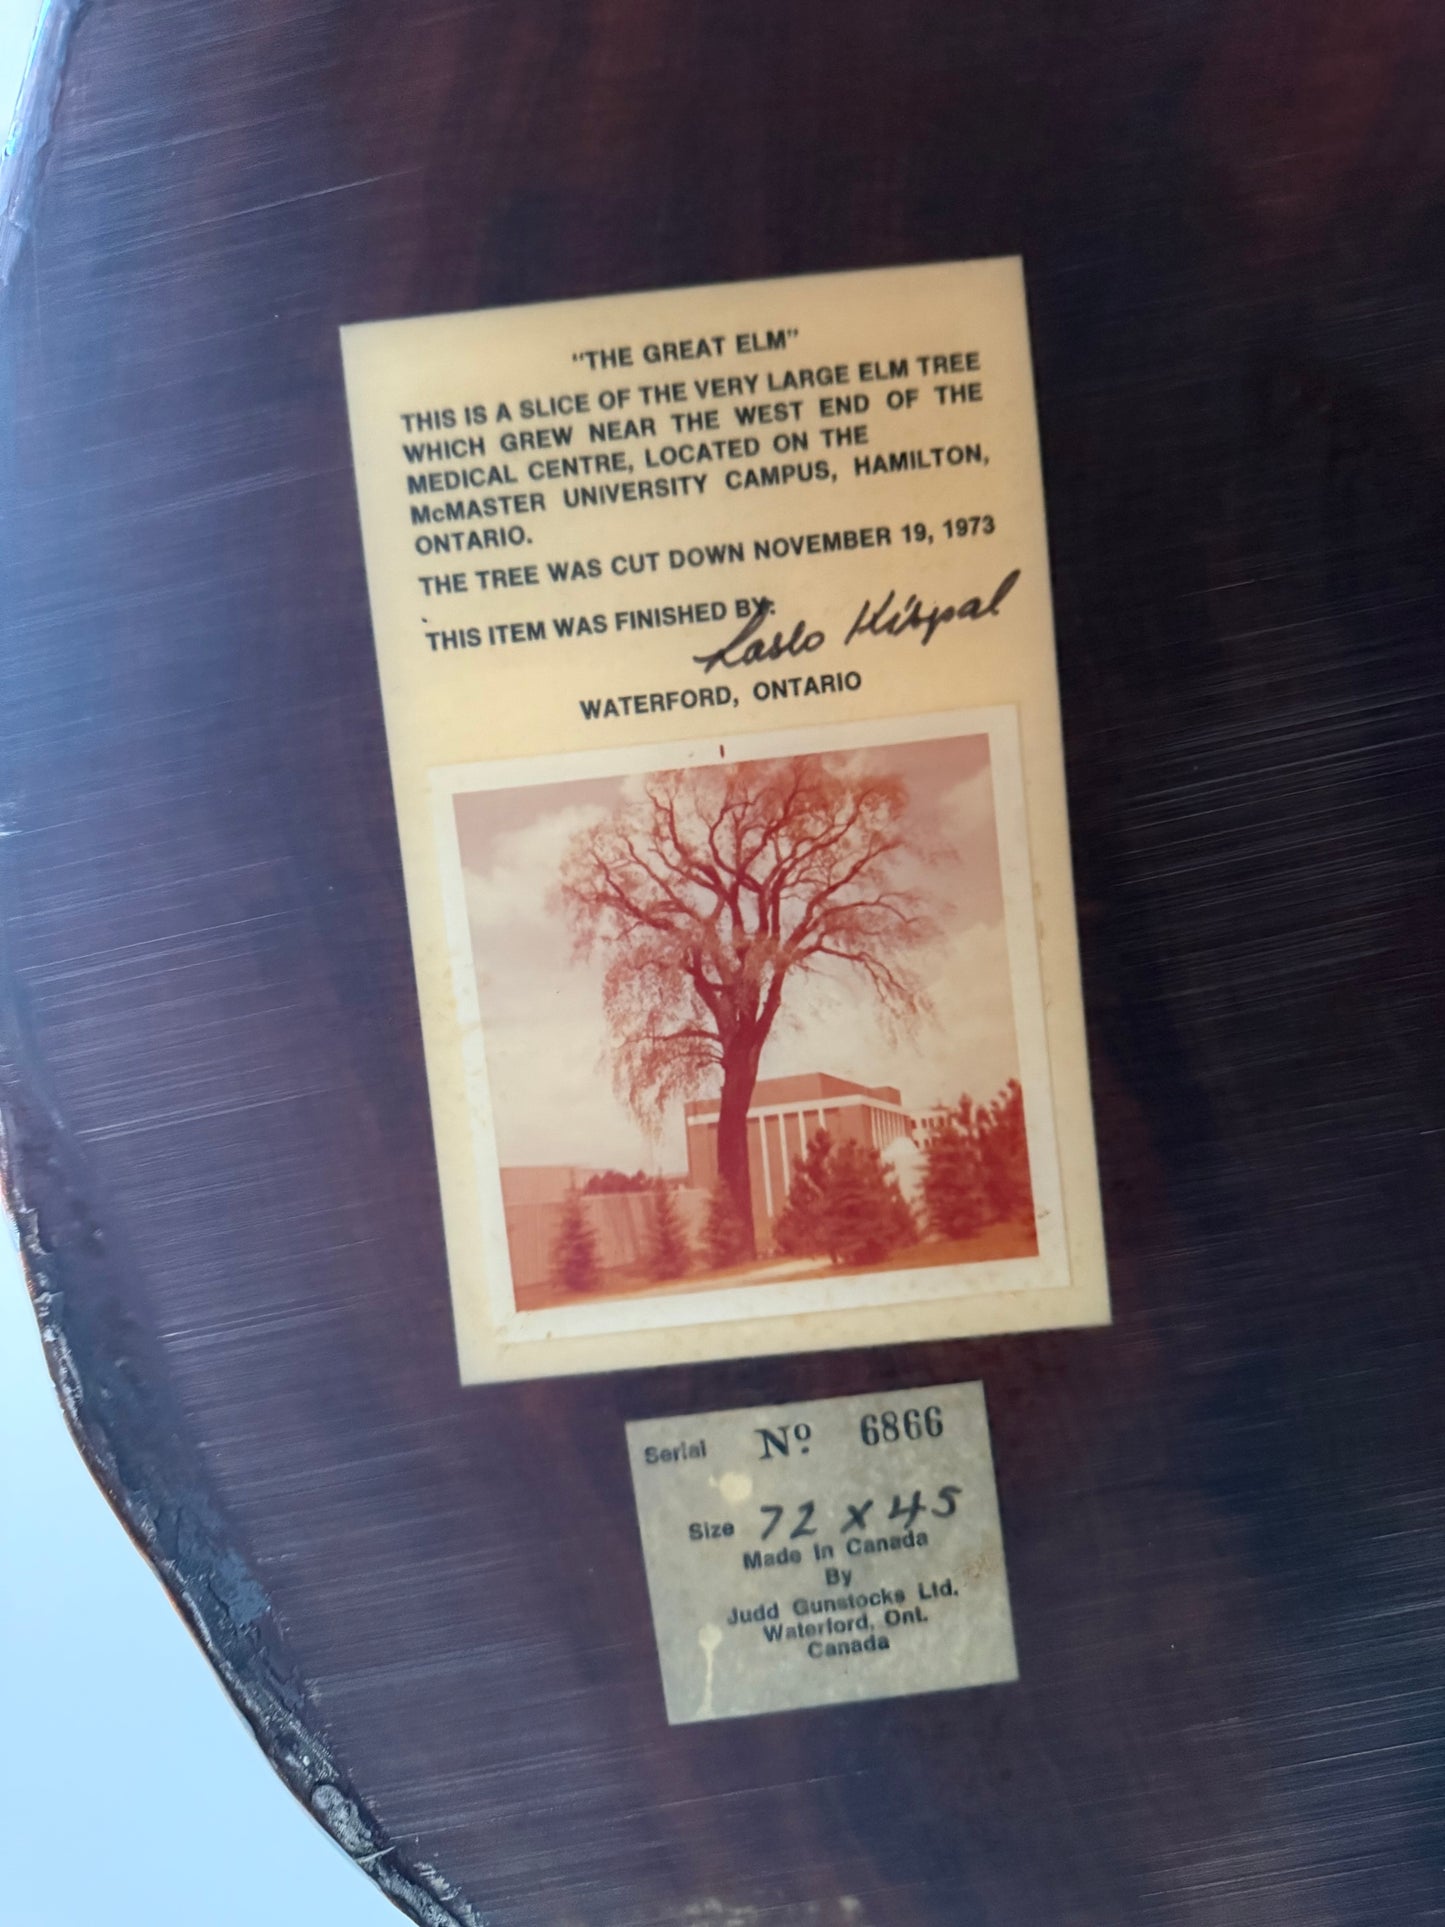 “THE GREAT ELM”
THIS IS A SLICE OF THE VERY LARGE ELM TREE
WHICH GREW NEAR THE WEST END OF THE
MEDICAL CENTRE, LOCATED ON THE
McMASTER UNIVERSITY CAMPUS, HAMILTON,
ONTARIO.
THE TREE WAS CUT DOWN NOVEMBER 19, 1973
THIS ITEM WAS FINISHED BY:
Laslo Kirpal
WATERFORD, ONTARIO
Serial Nº 6866
Size 72 x 45
Made In Canada
By
Judd Gunstocks Ltd.
Waterford, Ont.
Canada